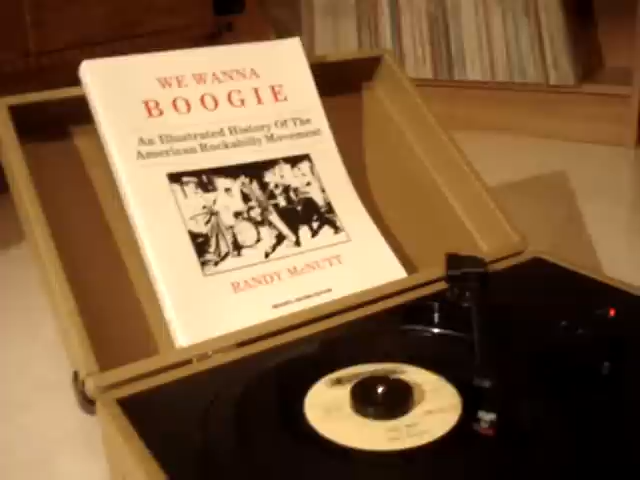 WE WANNA
BOOGIE
An Illustrated History Of The
American Rockabilly Movement
RANDY McNUTT